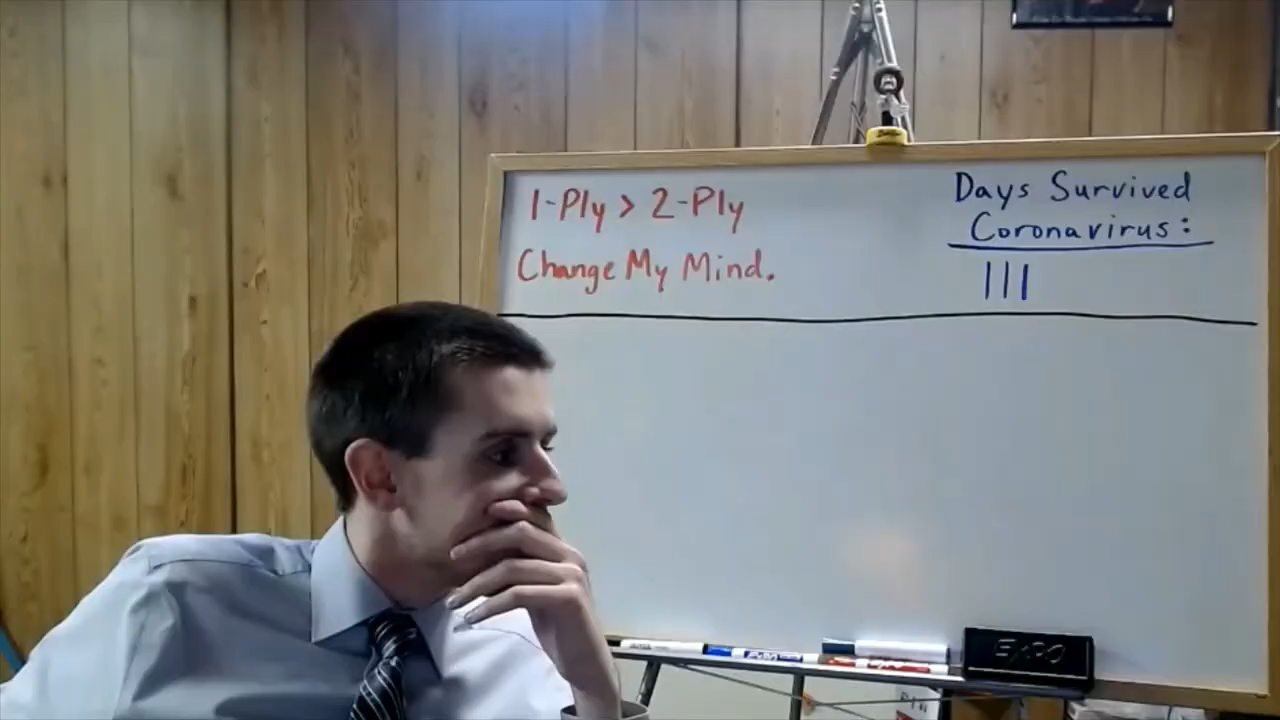 1-Ply > 2-Ply
Change My Mind.
Days Survived
Coronavirus:
|||
EXPO